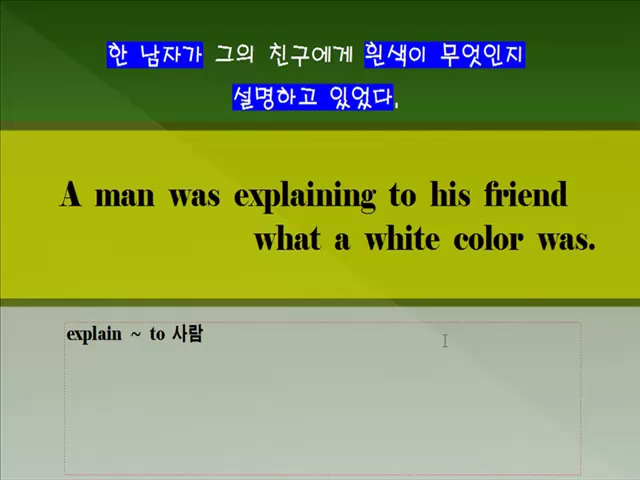 한 남자가 그의 친구에게 흰색이 무엇인지
설명하고 있었다.
A man was explaining to his friend
what a white color was.
explain ~ to 사람